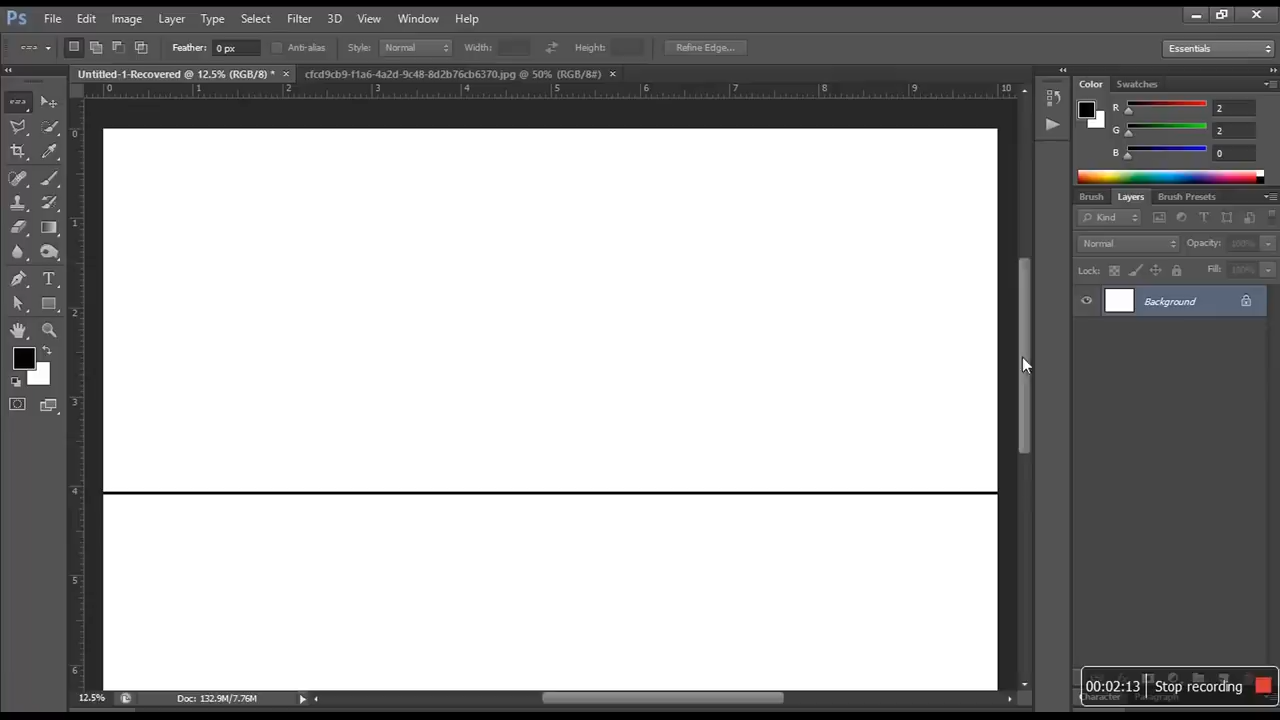 Ps File Edit Image Layer Type Select Filter 3D View Window Help
Feather: 0 px Anti-alias Style: Normal Width: Height: Refine Edge... Essentials
Untitled-1-Recovered @ 12.5% (RGB/8) * × cfcd9cb9-f1a6-4a2d-9c48-8d2b76cb6370.jpg @ 50% (RGB/8#) ×
0 1 2 3 4 5 6 7 8 9 10
0
1
2
3
4
5
6
Color Swatches
R 2
G 2
B 0
Brush Layers Brush Presets
Kind
Normal Opacity: 100%
Lock: Fill: 100%
Background
00:02:13 Stop recording
Character Paragraph
12.5% Doc: 132.9M/7.76M